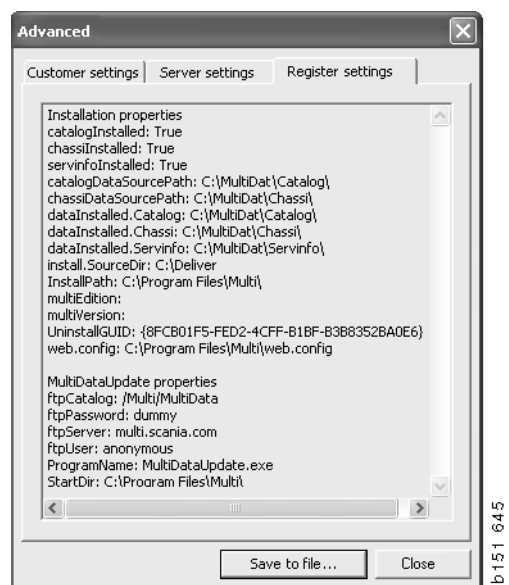 Advanced
Customer settings
Server settings
Register settings
Installation properties
catalogInstalled: True
chassiInstalled: True
servinfoInstalled: True
catalogDataSourcePath: C:\MultiDat\Catalog\
chassiDataSourcePath: C:\MultiDat\Chassi\
dataInstalled.Catalog: C:\MultiDat\Catalog\
dataInstalled.Chassi: C:\MultiDat\Chassi\
dataInstalled.Servinfo: C:\MultiDat\Servinfo\
install.SourceDir: C:\Deliver
InstallPath: C:\Program Files\Multi\
multiEdition:
multiVersion:
UninstallGUID: {8FCB01F5-FED2-4CFF-B1BF-B3B8352BA0E6}
web.config: C:\Program Files\Multi\web.config
MultiDataUpdate properties
ftpCatalog: /Multi/MultiData
ftpPassword: dummy
ftpServer: multi.scania.com
ftpUser: anonymous
ProgramName: MultiDataUpdate.exe
StartDir: C:\Program Files\Multi\
Save to file...
Close
b151 645